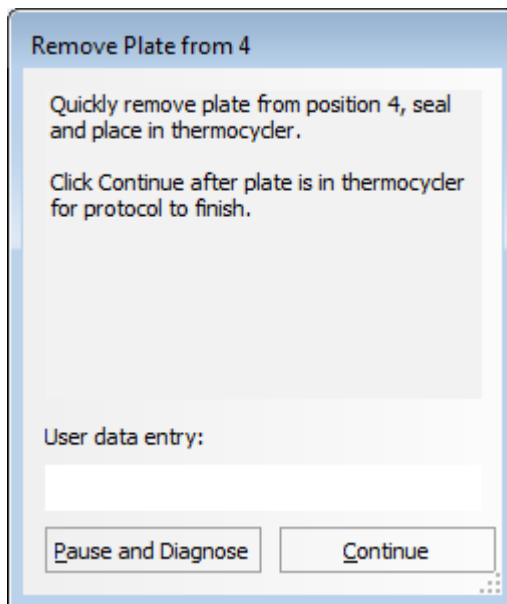 Remove Plate from 4
Quickly remove plate from position 4, seal
and place in thermocycler.
Click Continue after plate is in thermocycler
for protocol to finish.
User data entry:
Pause and Diagnose
Continue